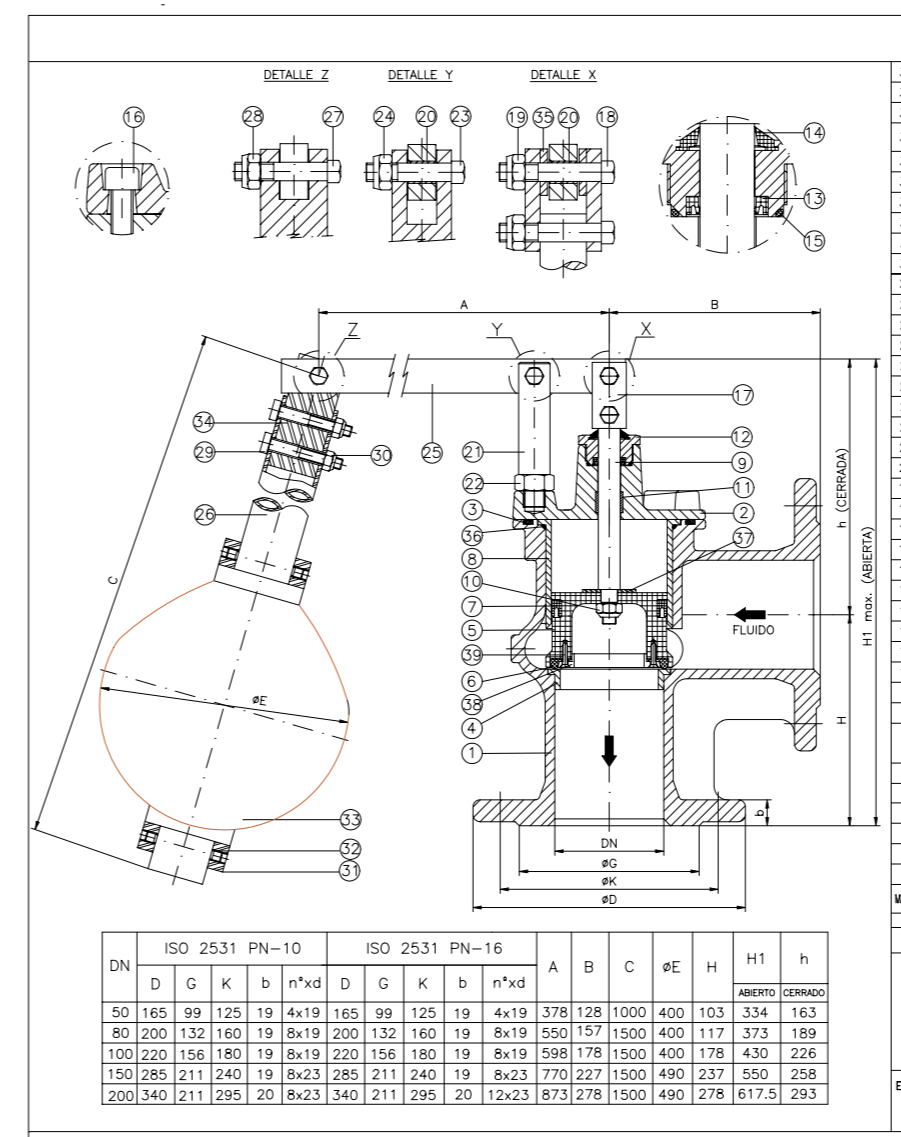 DETALLE Z
DETALLE Y
DETALLE X
16
28
27
24
20
23
19
35
20
18
14
13
15
A
B
Z
Y
X
17
34
29
30
25
21
22
12
9
11
2
3
36
37
8
10
7
5
39
6
38
4
1
26
C
øE
33
32
31
FLUIDO
h (CERRADA)
H1 max. (ABIERTA)
H
b
DN
øG
øK
øD
DN ISO 2531 PN-10 ISO 2531 PN-16 A B C øE H H1 h
D G K b nºxd D G K b nºxd ABIERTO CERRADO
50 165 99 125 19 4x19 165 99 125 19 4x19 378 128 1000 400 103 334 163
80 200 132 160 19 8x19 200 132 160 19 8x19 550 157 1500 400 117 373 189
100 220 156 180 19 8x19 220 156 180 19 8x19 598 178 1500 400 178 430 226
150 285 211 240 19 8x23 285 211 240 19 8x23 770 227 1500 490 237 550 258
200 340 211 295 20 8x23 340 211 295 20 12x23 873 278 1500 490 278 617.5 293